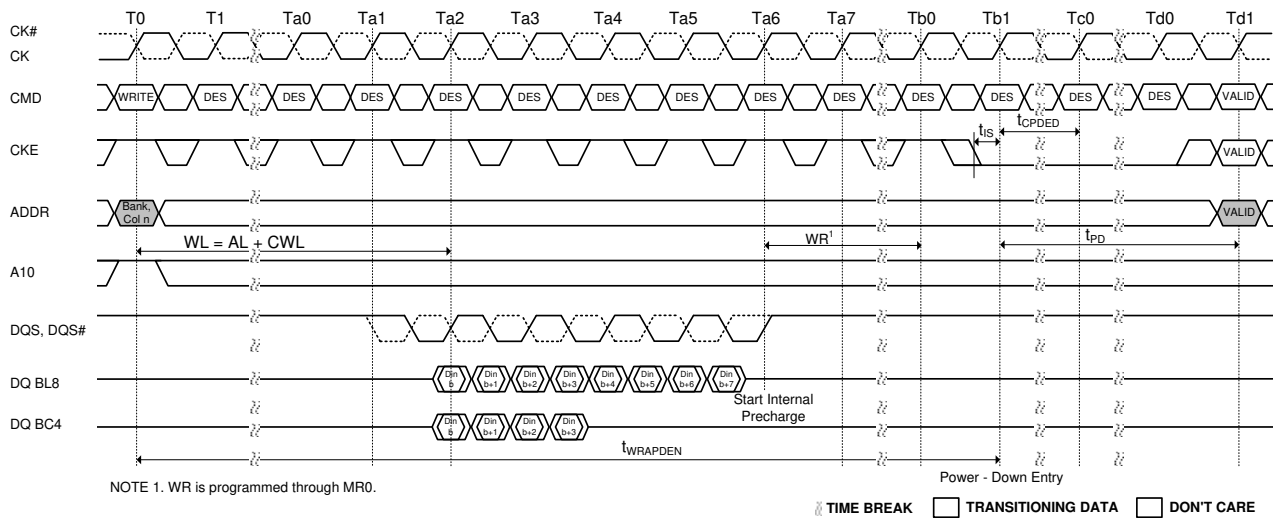 T0 T1 Ta0 Ta1 Ta2 Ta3 Ta4 Ta5 Ta6 Ta7 Tb0 Tb1 Tc0 Td0 Td1
CK#
CK
CMD WRITE DES DES DES DES DES DES DES DES DES DES DES DES DES VALID
tIS tCPDED
CKE VALID
ADDR Bank, Col n VALID
WL = AL + CWL WR1 tPD
A10
DQS, DQS#
DQ BL8 Din b Din b+1 Din b+2 Din b+3 Din b+4 Din b+5 Din b+6 Din b+7
Start Internal
Precharge
DQ BC4 Din b Din b+1 Din b+2 Din b+3
tWRAPDEN
Power - Down Entry
NOTE 1. WR is programmed through MR0.
TIME BREAK TRANSITIONING DATA DON'T CARE